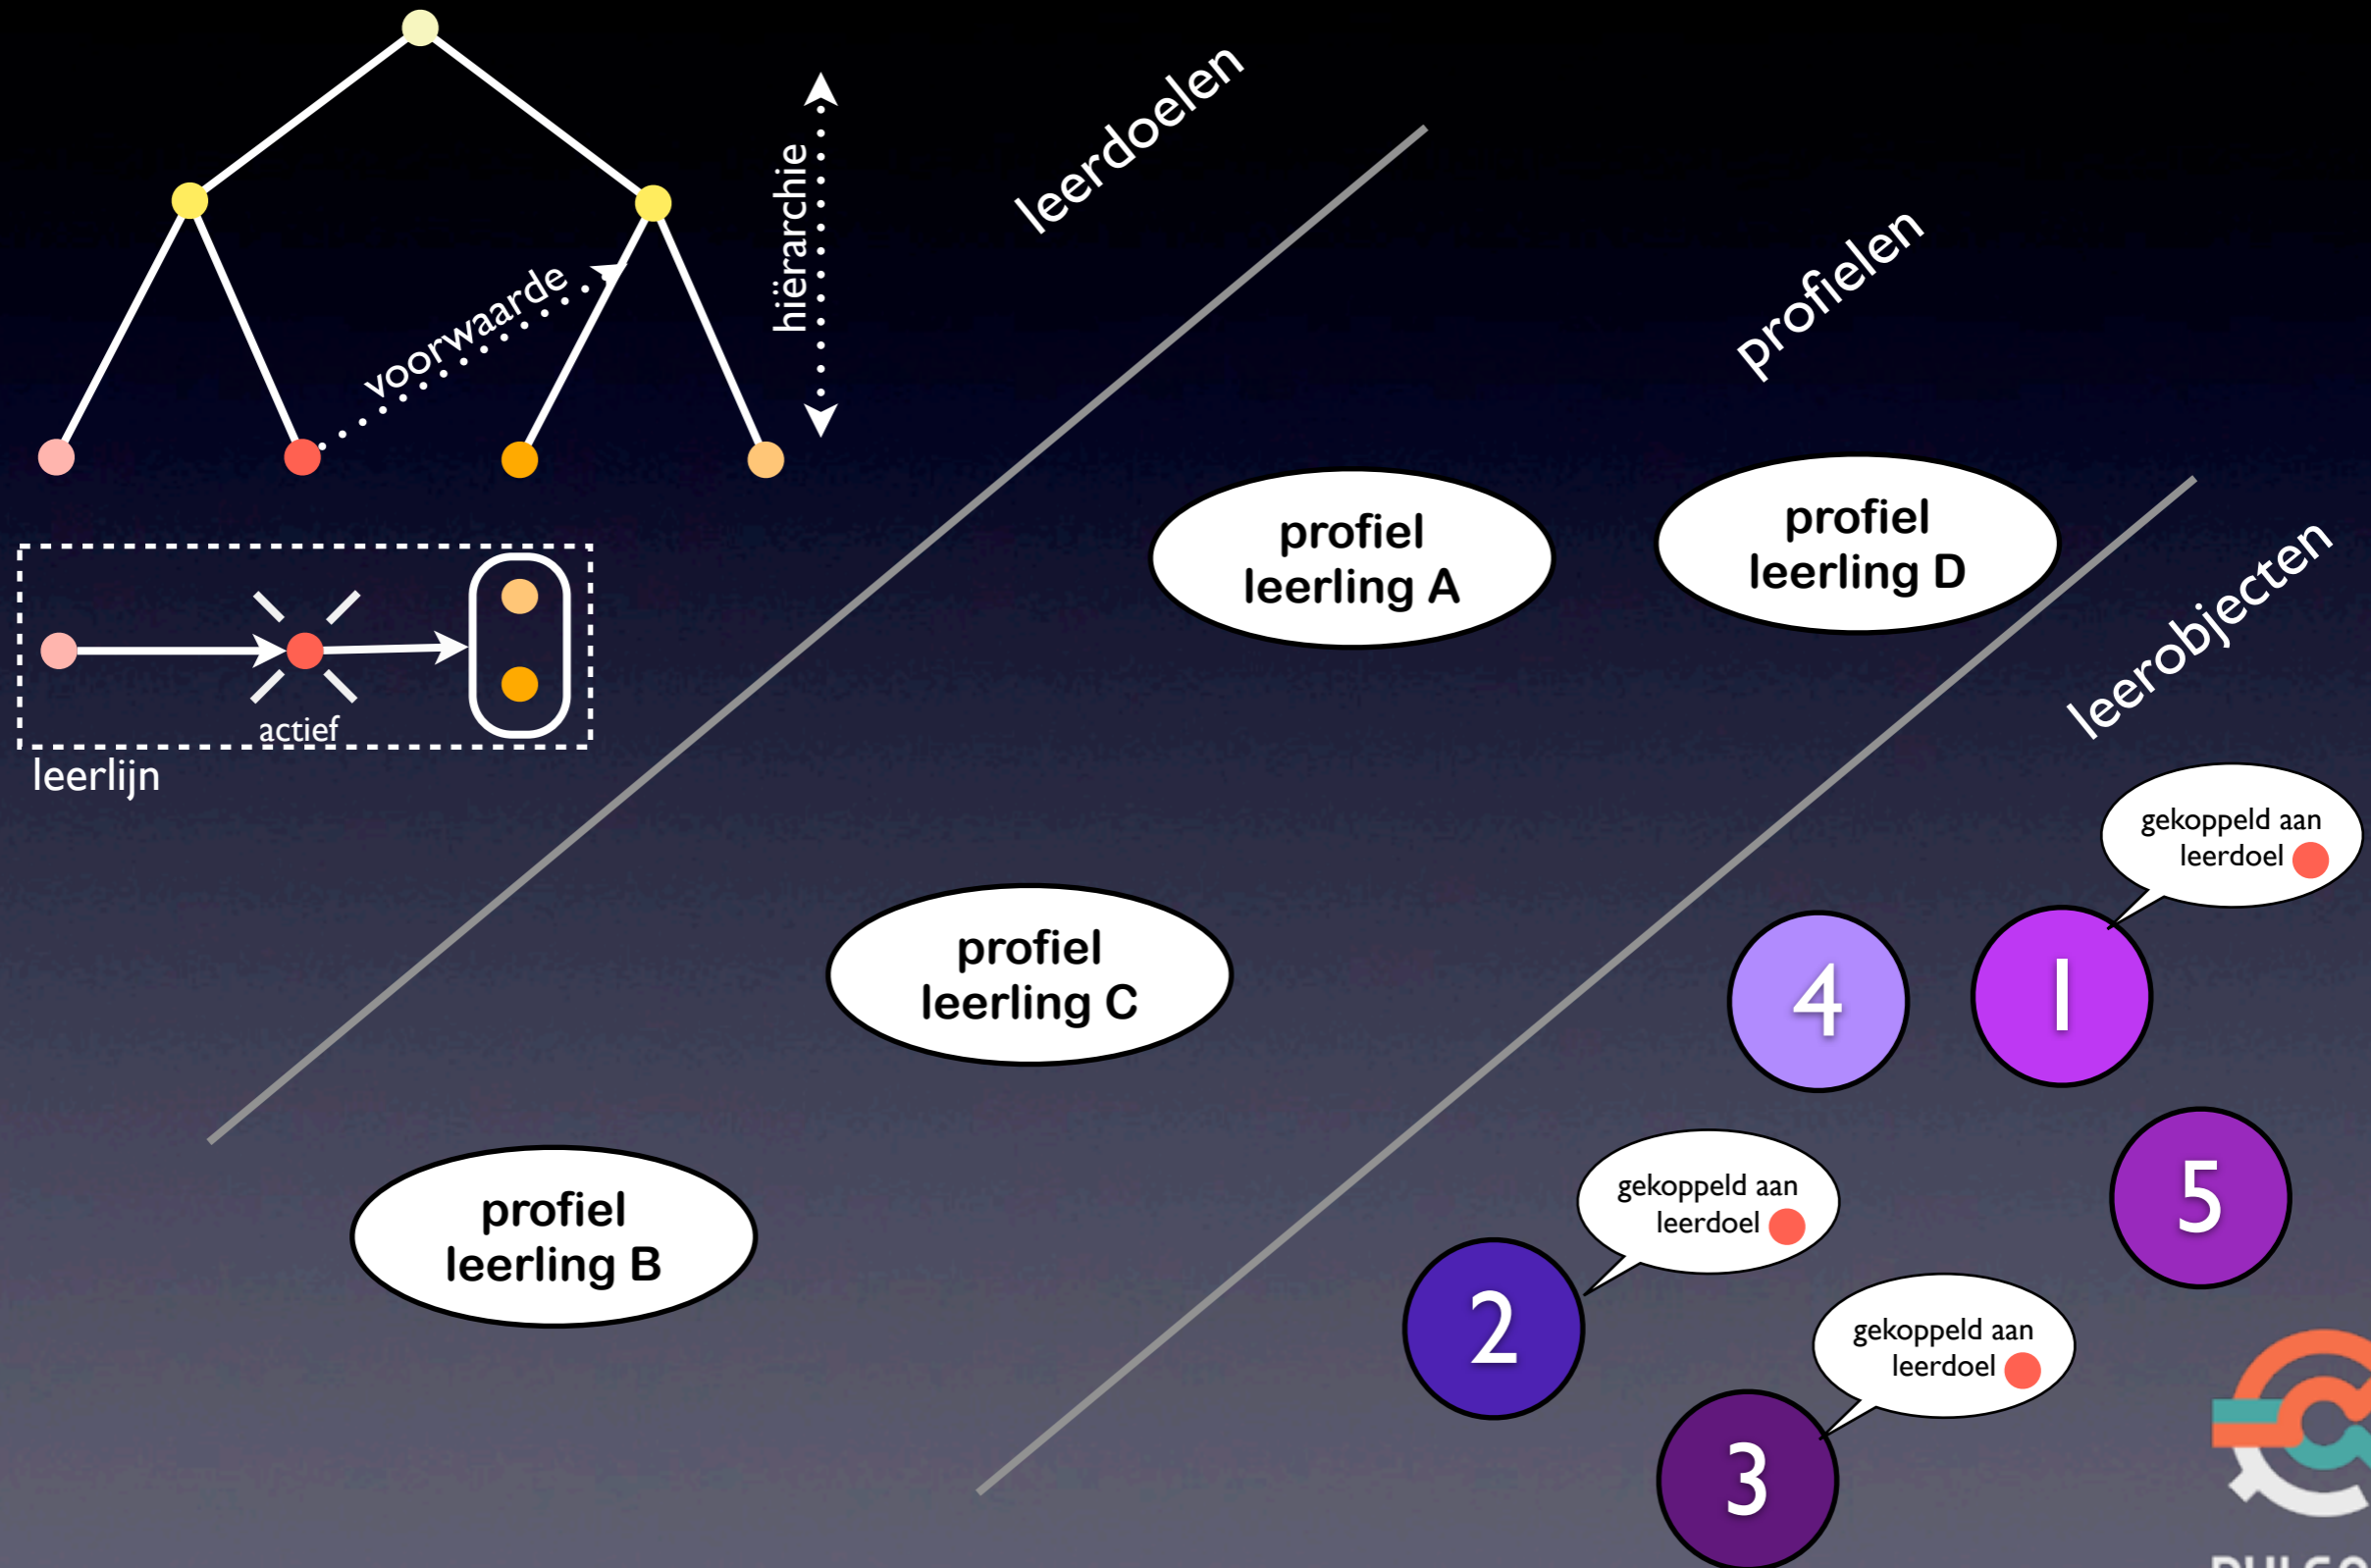 hiërarchie
voorwaarde
actief
leerlijn
leerdoelen
profielen
leerobjecten
profiel
leerling A
profiel
leerling D
profiel
leerling C
profiel
leerling B
gekoppeld aan
leerdoel
4
1
5
gekoppeld aan
leerdoel
2
gekoppeld aan
leerdoel
3